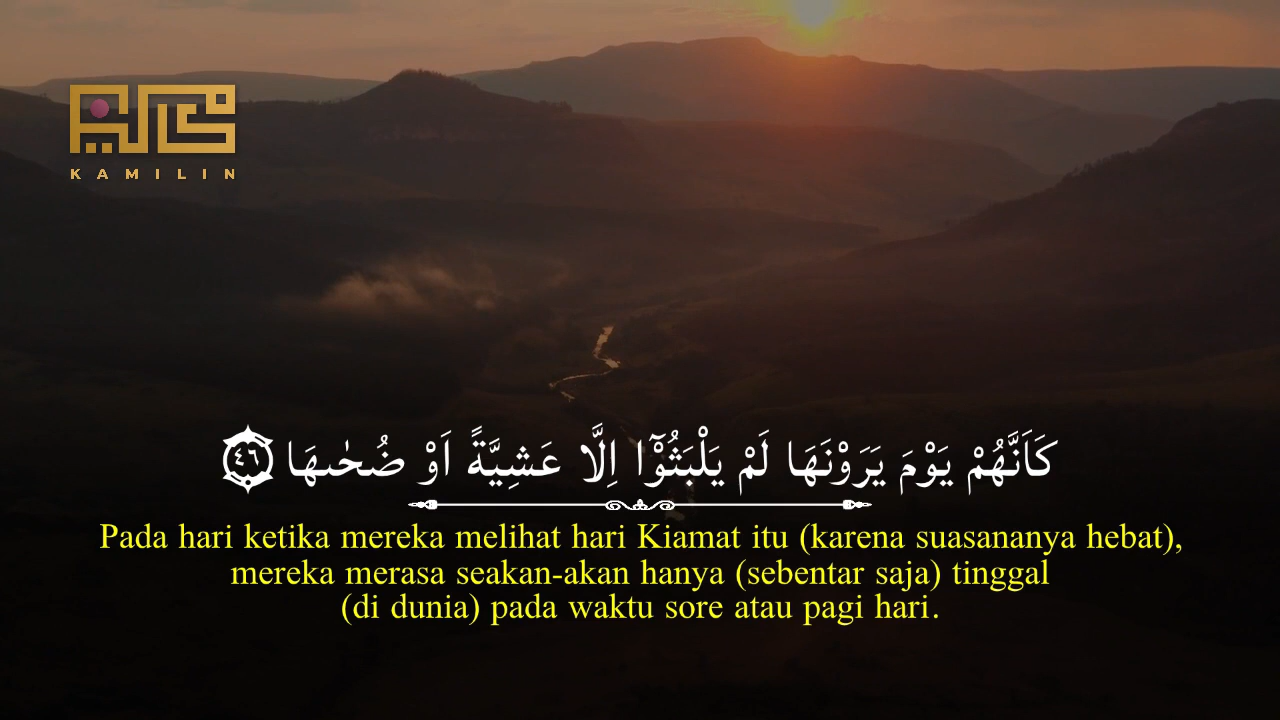 KAMILIN
كَاَنَّهُمْ يَوْمَ يَرَوْنَهَا لَمْ يَلْبَثُوْٓا اِلَّا عَشِيَّةً اَوْ ضُحٰىهَا ٤٦
Pada hari ketika mereka melihat hari Kiamat itu (karena suasananya hebat),
mereka merasa seakan-akan hanya (sebentar saja) tinggal
(di dunia) pada waktu sore atau pagi hari.